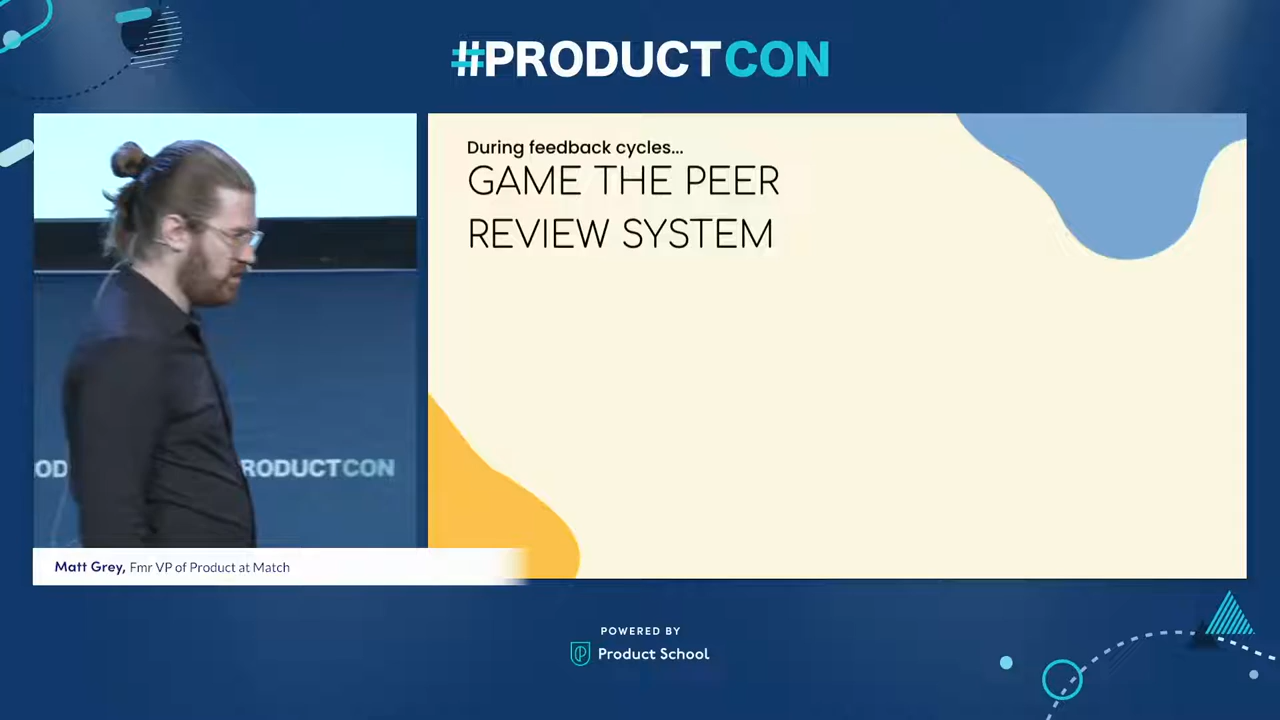 #PRODUCTCON
During feedback cycles...
GAME THE PEER
REVIEW SYSTEM
OD RODUCTCON
Matt Grey, Fmr VP of Product at Match
POWERED BY
Product School